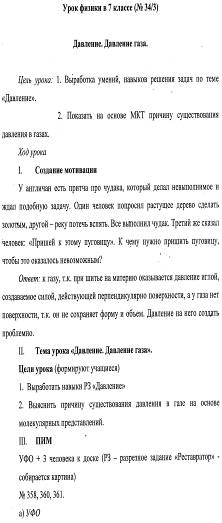 Урок физики в 7 классе (№ 34/3)
Давление. Давление газа.
Цель урока: 1. Выработка умений, навыков решения задач по теме
«Давление».
2. Показать на основе МКТ причину существования
давления в газах.
Ход урока
I. Создание мотивации
У англичан есть притча про чудака, который делал невыполнимое и
ждал подобную задачу. Один человек попросил растущее дерево сделать
золотым, другой – реку потечь вспять. Все выполнил чудак. Третий же сказал
человек: «Пришей к этому пуговицу». К чему нужно пришить пуговицу,
чтобы это оказалось невозможным?
Ответ: к газу, т.к. при шитье на материю оказывается давление иглой,
создаваемое силой, действующей перпендикулярно поверхности, а у газа нет
поверхности, т.к. он не сохраняет форму и объем. Давление на него создать
проблемно.
II. Тема урока «Давление. Давление газа».
Цели урока (формируют учащиеся)
1. Выработать навыки РЗ «Давление»
2. Выяснить причину существования давления в газе на основе
молекулярных представлений.
III. ПИМ
УФО + 3 человека к доске (РЗ – разрезное задание «Реставратор» -
собирается картина)
№ 358, 360, 361.
а) УФО